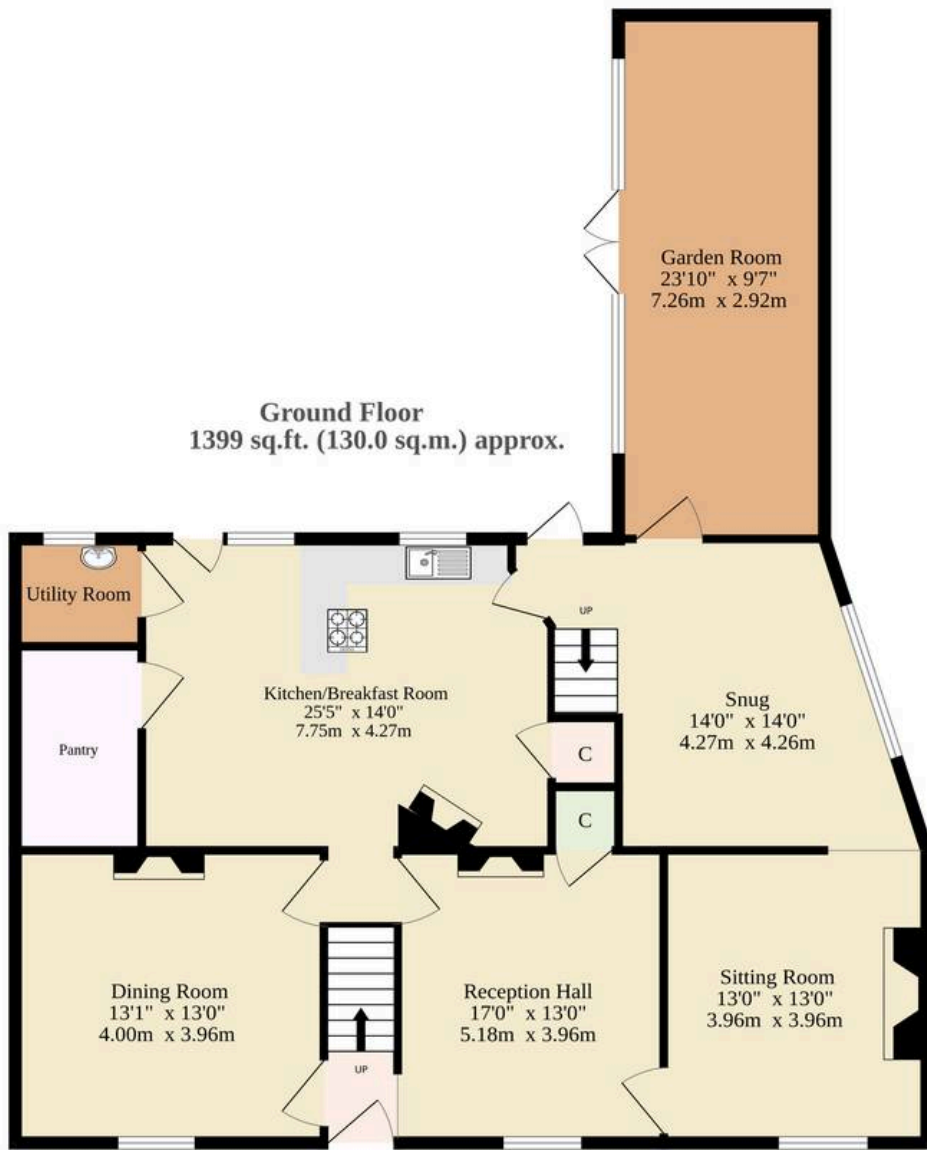 Garden Room
23'10" x 9'7"
7.26m x 2.92m
Ground Floor
1399 sq.ft. (130.0 sq.m.) approx.
Utility Room
UP
Kitchen/Breakfast Room
25'5" x 14'0"
7.75m x 4.27m
Snug
14'0" x 14'0"
4.27m x 4.26m
Pantry
C
C
Dining Room
13'1" x 13'0"
4.00m x 3.96m
Reception Hall
17'0" x 13'0"
5.18m x 3.96m
Sitting Room
13'0" x 13'0"
3.96m x 3.96m
UP